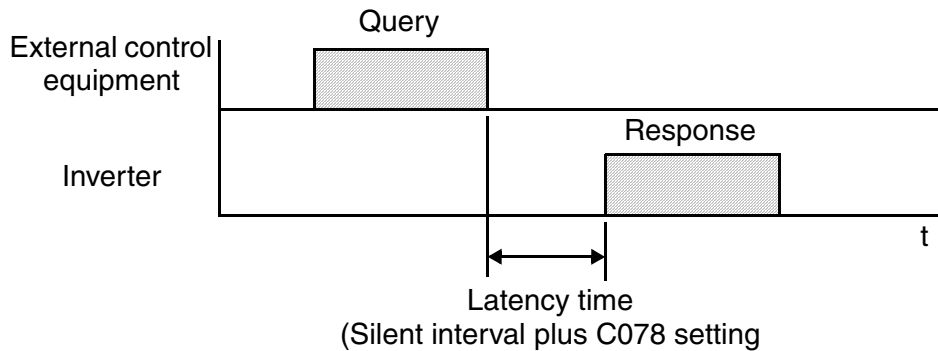 Query
External control
equipment
Response
Inverter
t
Latency time
(Silent interval plus C078 setting